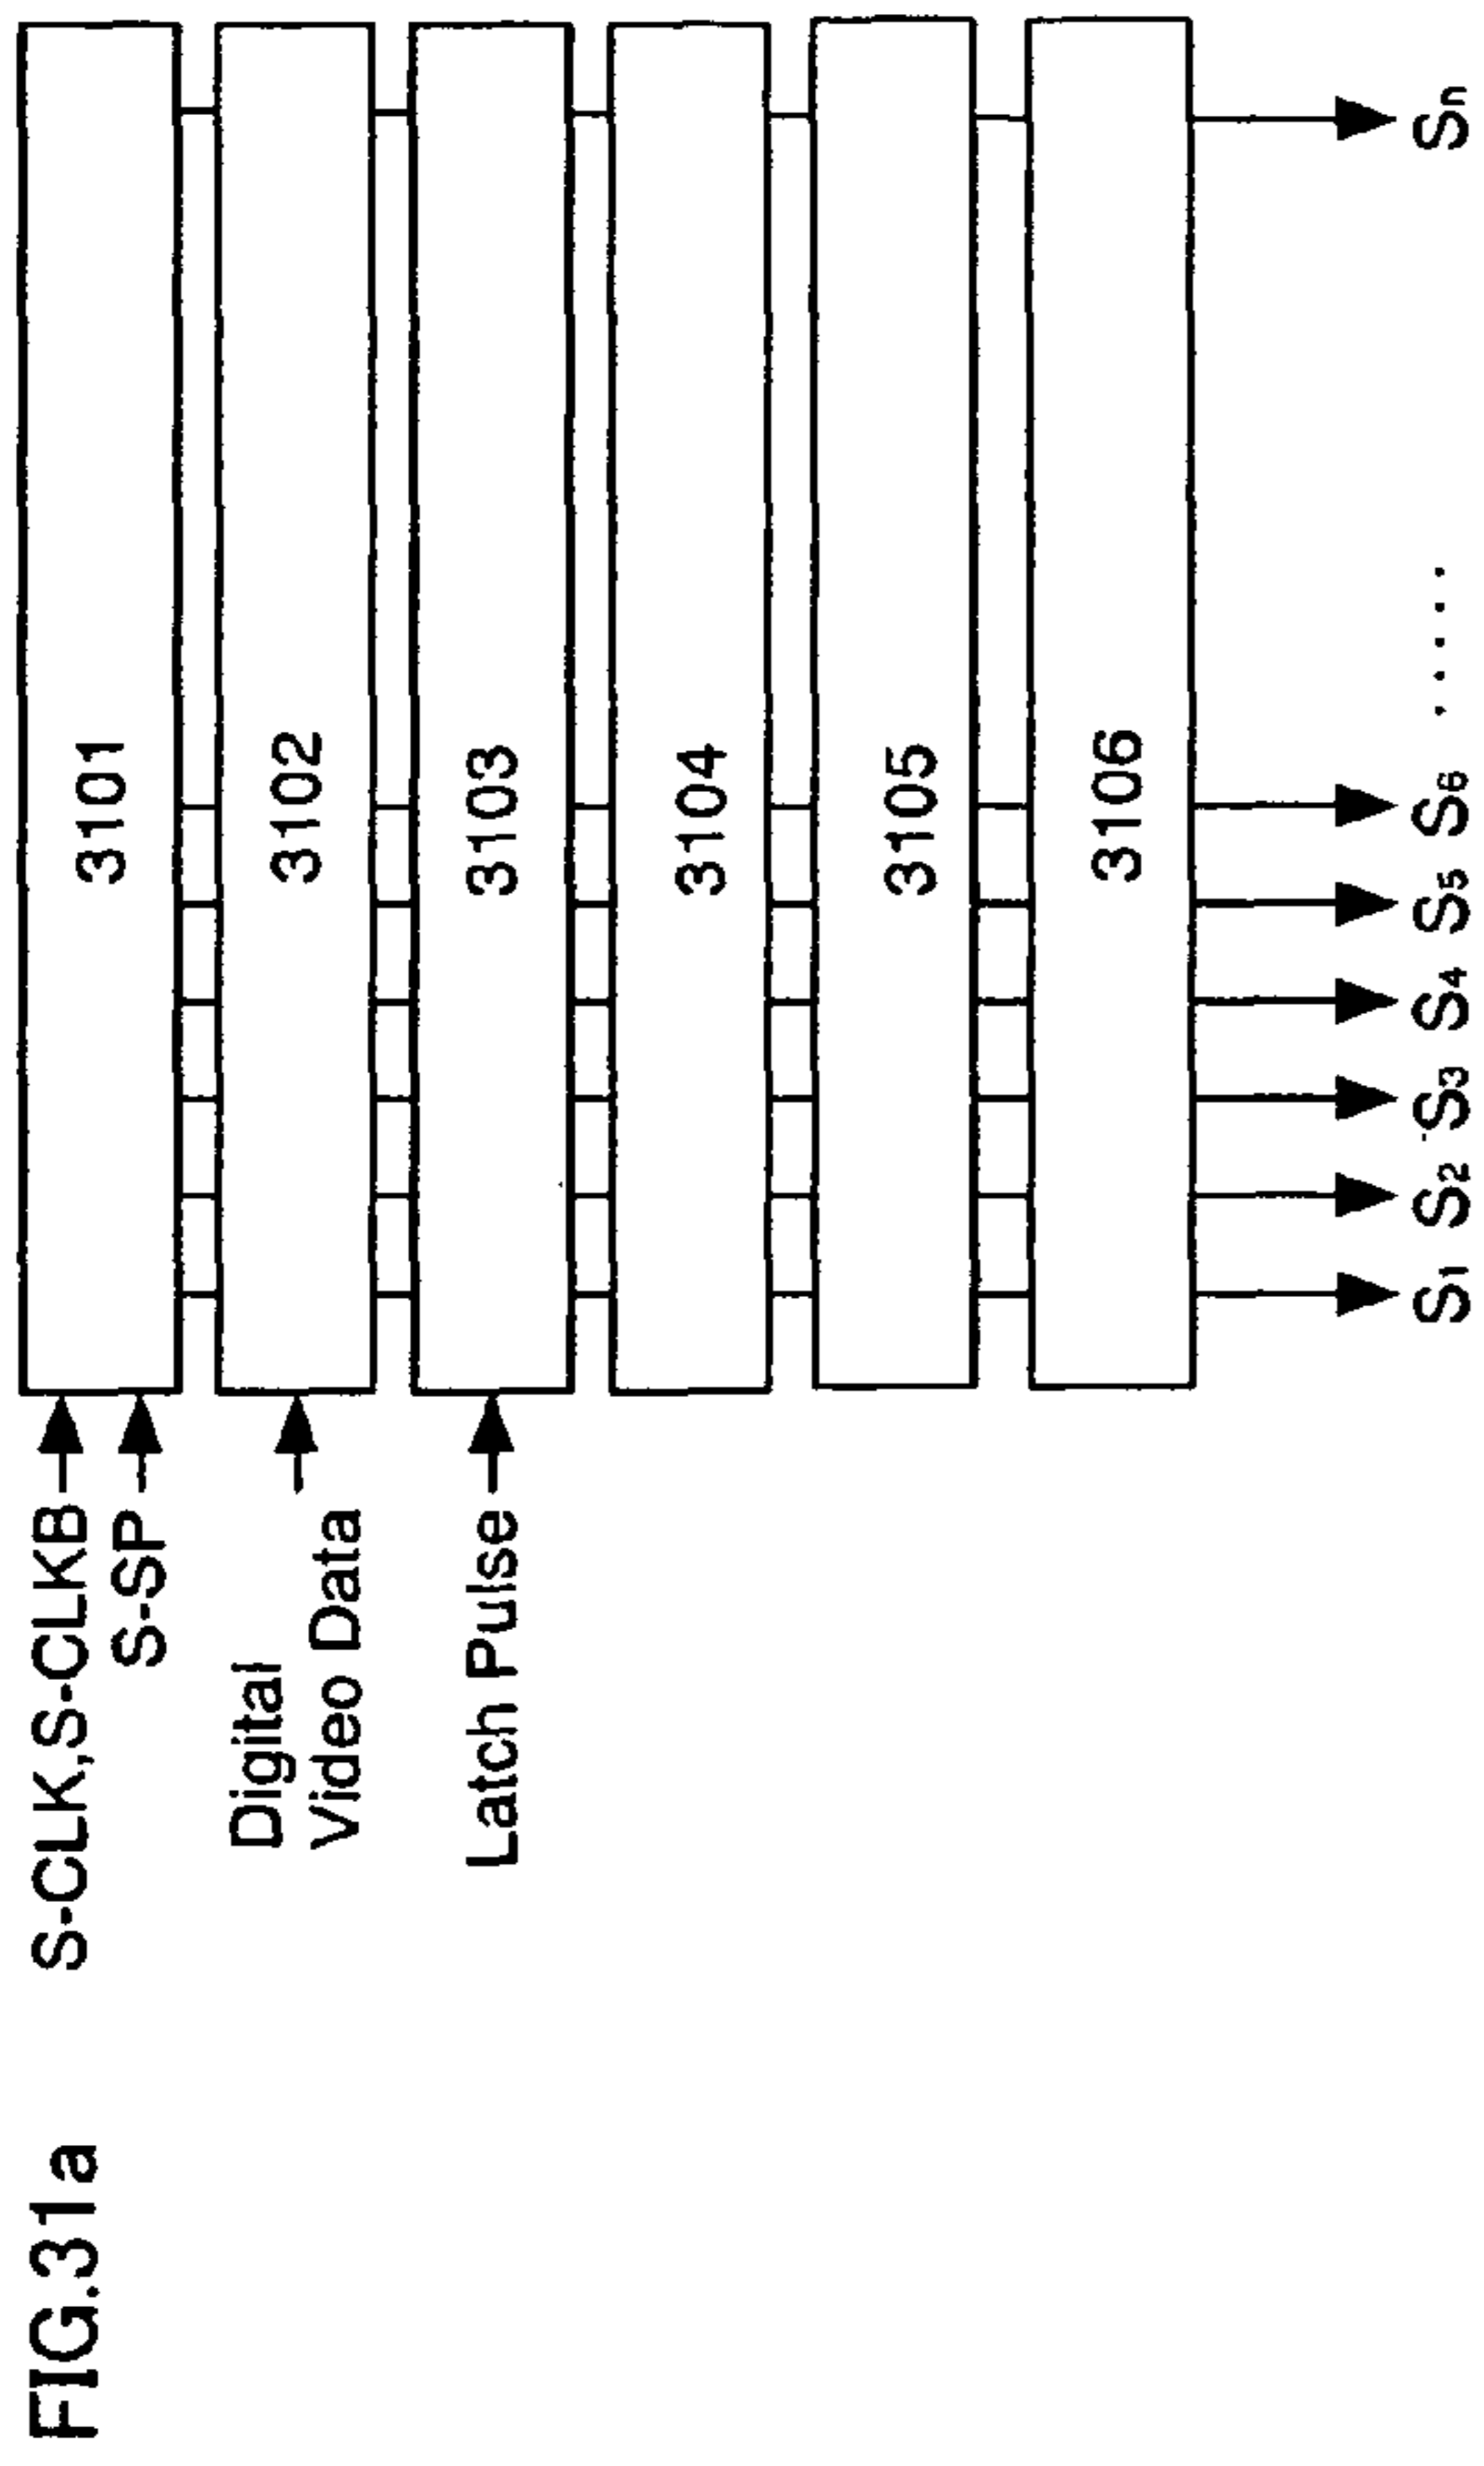 FIG.31a
S-CLK,S-CLKB
S-SP
3101
Digital
Video Data
3102
Latch Pulse
3103
3104
3105
3106
S1 S2 S3 S4 S5 S6 ..... Sn